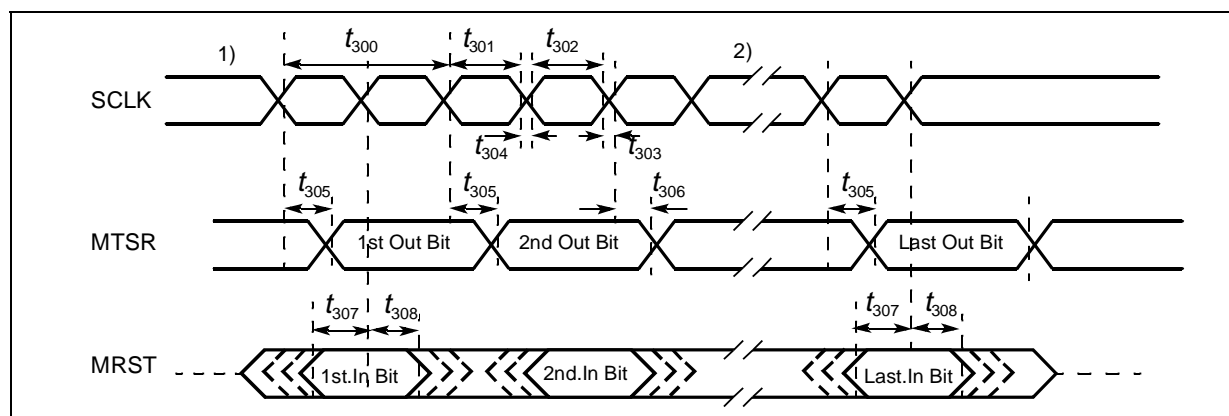 1) t300 t301 t302 2)
SCLK
t304 t303
t305 t305 t306 t305
MTSR 1st Out Bit 2nd Out Bit Last Out Bit
t307 t308 t307 t308
MRST 1st.In Bit 2nd.In Bit Last.In Bit